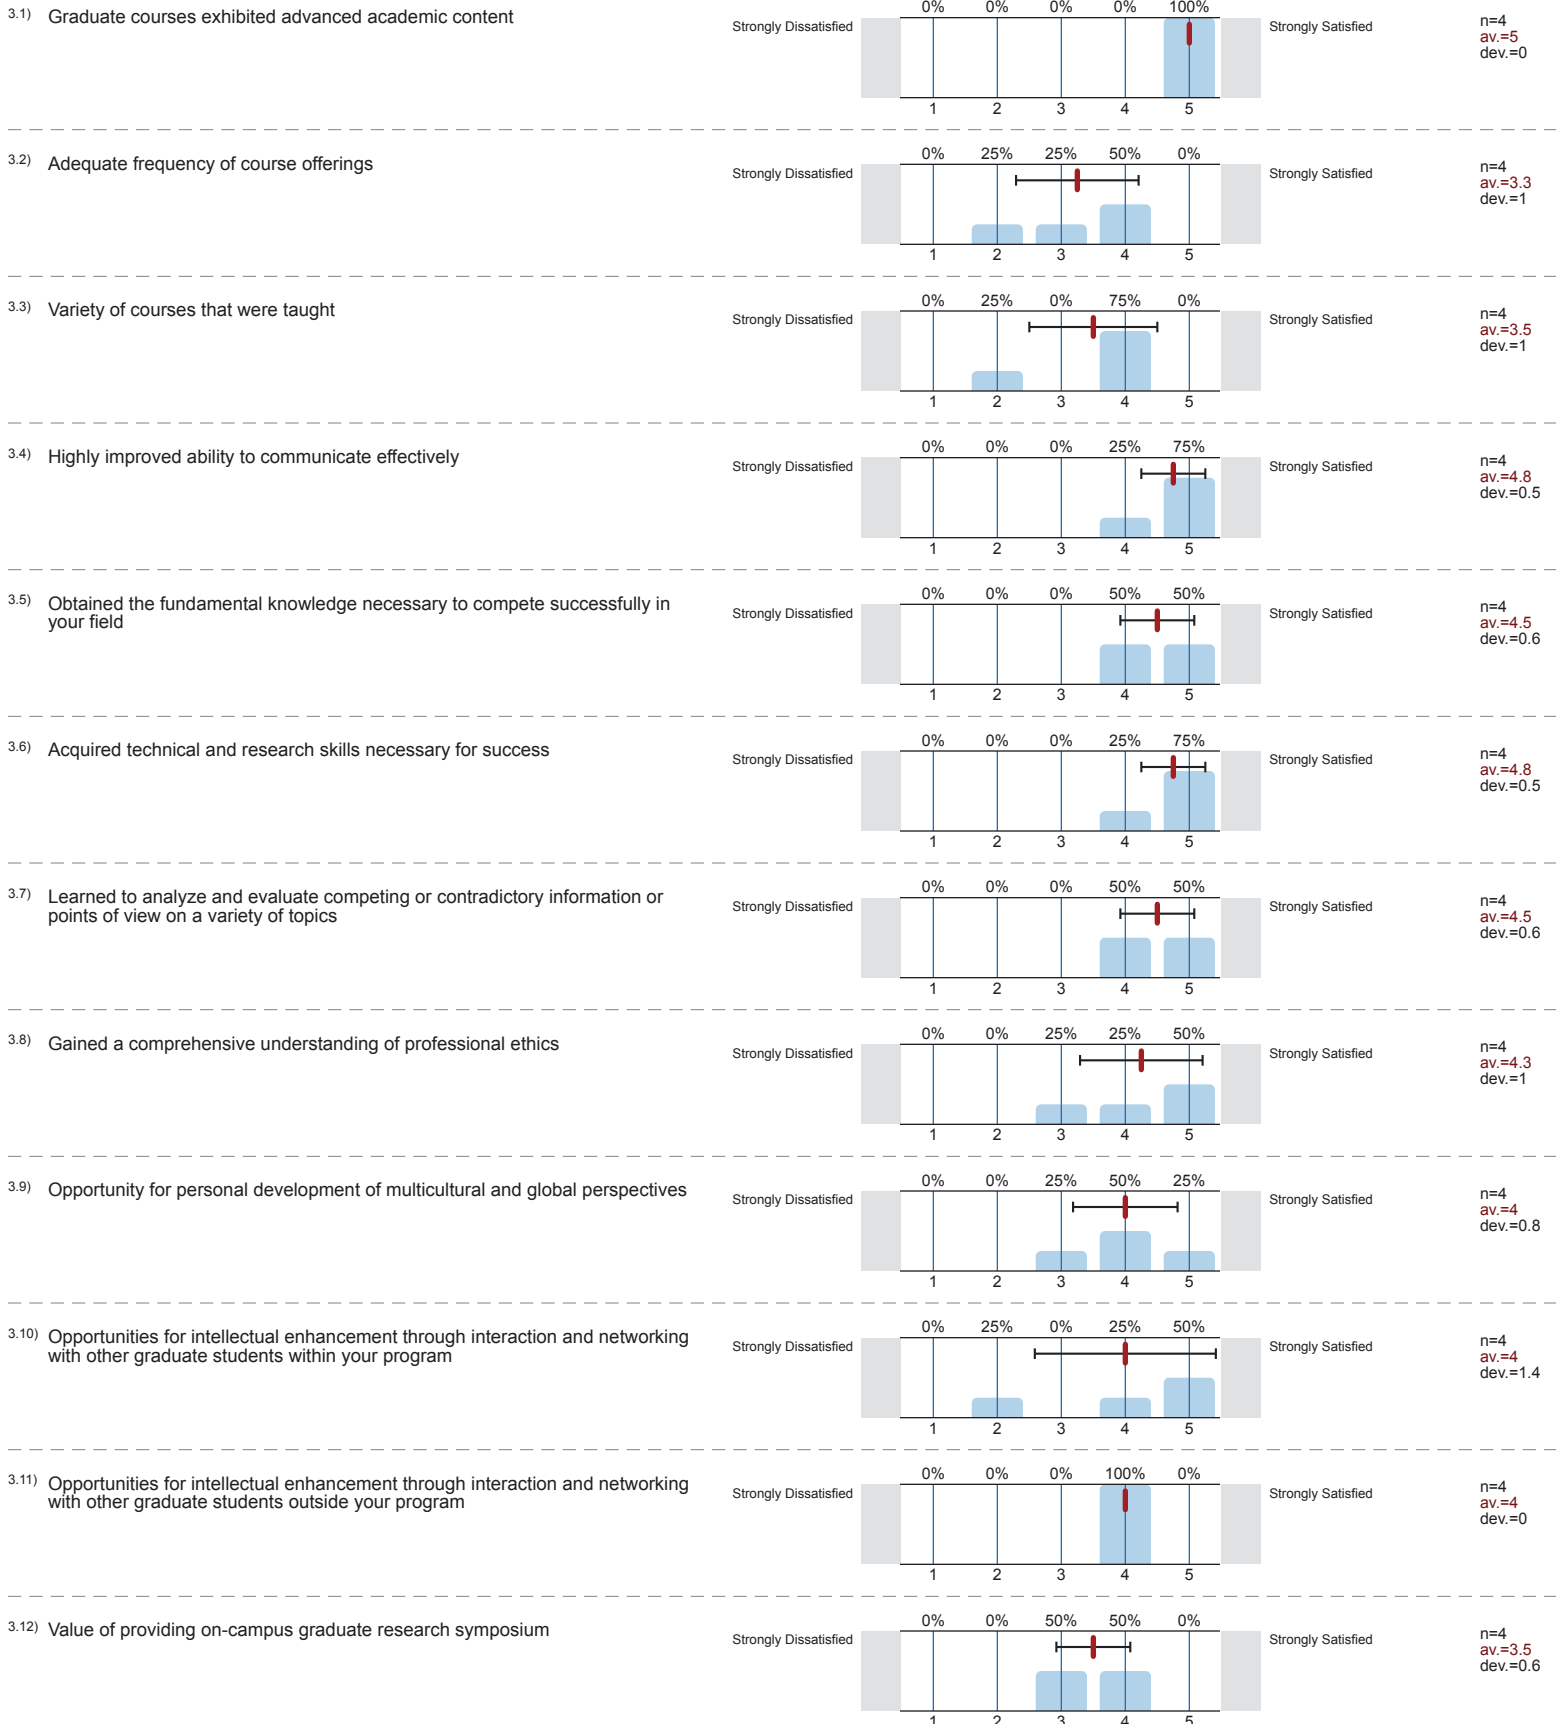 3.1) Graduate courses exhibited advanced academic content
0% 0% 0% 0% 100%
Strongly Dissatisfied Strongly Satisfied
n=4
av.=5
dev.=0
1 2 3 4 5
3.2) Adequate frequency of course offerings
0% 25% 25% 50% 0%
Strongly Dissatisfied Strongly Satisfied
n=4
av.=3.3
dev.=1
1 2 3 4 5
3.3) Variety of courses that were taught
0% 25% 0% 75% 0%
Strongly Dissatisfied Strongly Satisfied
n=4
av.=3.5
dev.=1
1 2 3 4 5
3.4) Highly improved ability to communicate effectively
0% 0% 0% 25% 75%
Strongly Dissatisfied Strongly Satisfied
n=4
av.=4.8
dev.=0.5
1 2 3 4 5
3.5) Obtained the fundamental knowledge necessary to compete successfully in
your field
0% 0% 0% 50% 50%
Strongly Dissatisfied Strongly Satisfied
n=4
av.=4.5
dev.=0.6
1 2 3 4 5
3.6) Acquired technical and research skills necessary for success
0% 0% 0% 25% 75%
Strongly Dissatisfied Strongly Satisfied
n=4
av.=4.8
dev.=0.5
1 2 3 4 5
3.7) Learned to analyze and evaluate competing or contradictory information or
points of view on a variety of topics
0% 0% 0% 50% 50%
Strongly Dissatisfied Strongly Satisfied
n=4
av.=4.5
dev.=0.6
1 2 3 4 5
3.8) Gained a comprehensive understanding of professional ethics
0% 0% 25% 25% 50%
Strongly Dissatisfied Strongly Satisfied
n=4
av.=4.3
dev.=1
1 2 3 4 5
3.9) Opportunity for personal development of multicultural and global perspectives
0% 0% 25% 50% 25%
Strongly Dissatisfied Strongly Satisfied
n=4
av.=4
dev.=0.8
1 2 3 4 5
3.10) Opportunities for intellectual enhancement through interaction and networking
with other graduate students within your program
0% 25% 0% 25% 50%
Strongly Dissatisfied Strongly Satisfied
n=4
av.=4
dev.=1.4
1 2 3 4 5
3.11) Opportunities for intellectual enhancement through interaction and networking
with other graduate students outside your program
0% 0% 0% 100% 0%
Strongly Dissatisfied Strongly Satisfied
n=4
av.=4
dev.=0
1 2 3 4 5
3.12) Value of providing on-campus graduate research symposium
0% 0% 50% 50% 0%
Strongly Dissatisfied Strongly Satisfied
n=4
av.=3.5
dev.=0.6
1 2 3 4 5